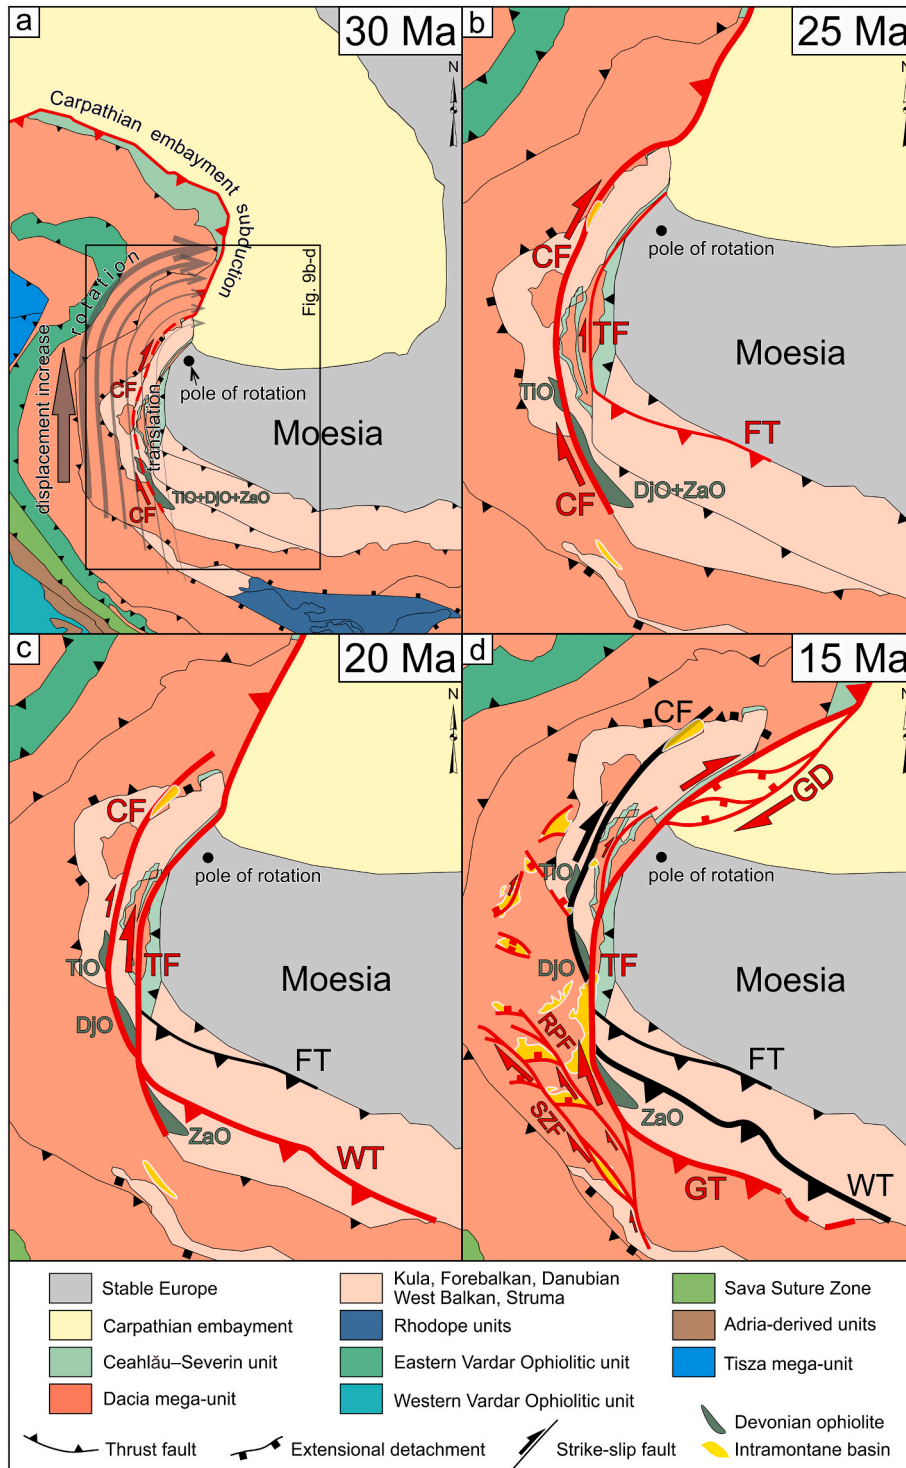 a
30 Ma
N
Carpathian embayment subduction
rotation
Fig. 9b-d
displacement increase
CF
translation
pole of rotation
Moesia
TiO+DjO+ZaO
CF
b
25 Ma
N
CF
pole of rotation
TF
Moesia
TiO
FT
CF
DjO+ZaO
c
20 Ma
N
CF
pole of rotation
TiO
TF
Moesia
DjO
FT
ZaO
WT
d
15 Ma
N
CF
GD
TiO
pole of rotation
DjO
TF
Moesia
RPF
FT
SZF
ZaO
GT
WT
Stable Europe
Kula, Forebalkan, Danubian
West Balkan, Struma
Sava Suture Zone
Carpathian embayment
Rhodope units
Adria-derived units
Ceahlău–Severin unit
Eastern Vardar Ophiolitic unit
Tisza mega-unit
Dacia mega-unit
Western Vardar Ophiolitic unit
Devonian ophiolite
Thrust fault
Extensional detachment
Strike-slip fault
Intramontane basin